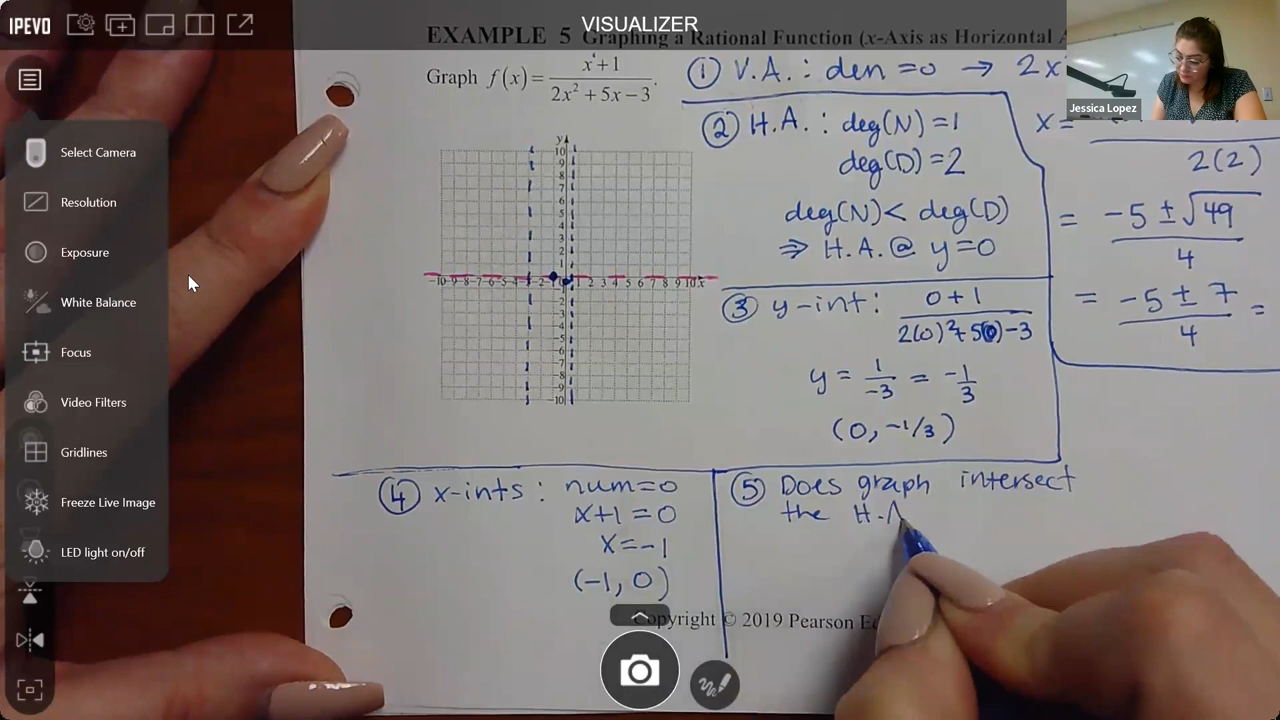 IPEVO
VISUALIZER
Select Camera
Resolution
Exposure
White Balance
Focus
Video Filters
Gridlines
Freeze Live Image
LED light on/off
Jessica Lopez
EXAMPLE 5 Graphing a Rational Function (x-Axis as Horizontal A
Graph f(x) = (x+1)/(2x² + 5x − 3).
① V.A.: den = 0 → 2x
x =
2(2)
= (-5 ± √49)/4
= (-5 ± 7)/4 =
② H.A.: deg(N) = 1
deg(D) = 2
deg(N) < deg(D)
⇒ H.A. @ y=0
③ y-int: (0+1)/(2(0)²+5(0)-3)
y = 1/-3 = -1/3
(0, -1/3)
④ x-ints: num=0
x+1 = 0
x = -1
(-1, 0)
⑤ Does graph intersect
the H.A
Copyright © 2019 Pearson Ed